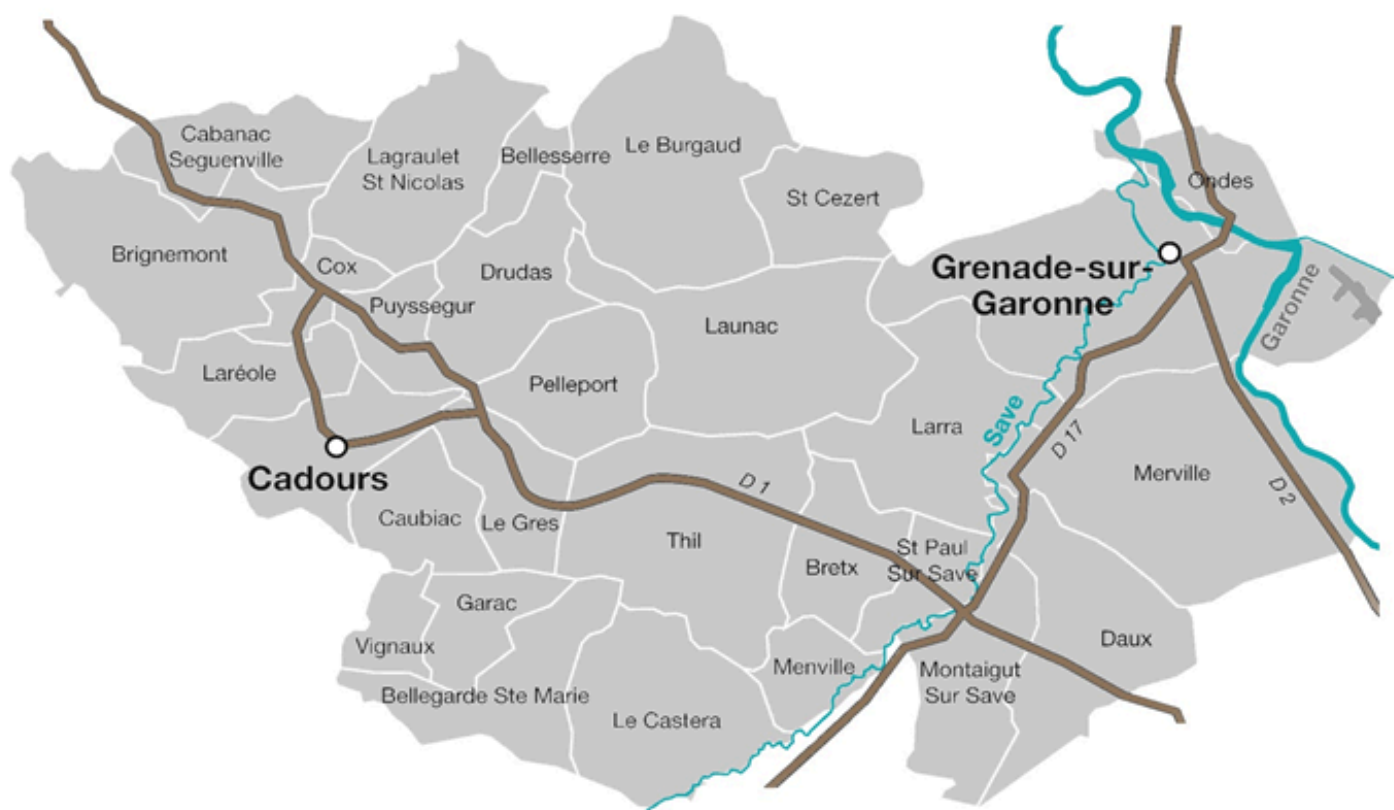 Cabanac
Seguenville
Lagraulet
St Nicolas
Bellesserre
Le Burgaud
St Cezert
Ondes
Brignemont
Cox
Drudas
Puyssegur
Launac
Grenade-sur-
Garonne
Garonne
Laréole
Pelleport
Larra
Save
D 17
Merville
D 2
Cadours
Caubiac
Le Gres
D 1
Thil
Bretx
St Paul
Sur Save
Garac
Vignaux
Bellegarde Ste Marie
Le Castera
Menville
Montaigut
Sur Save
Daux